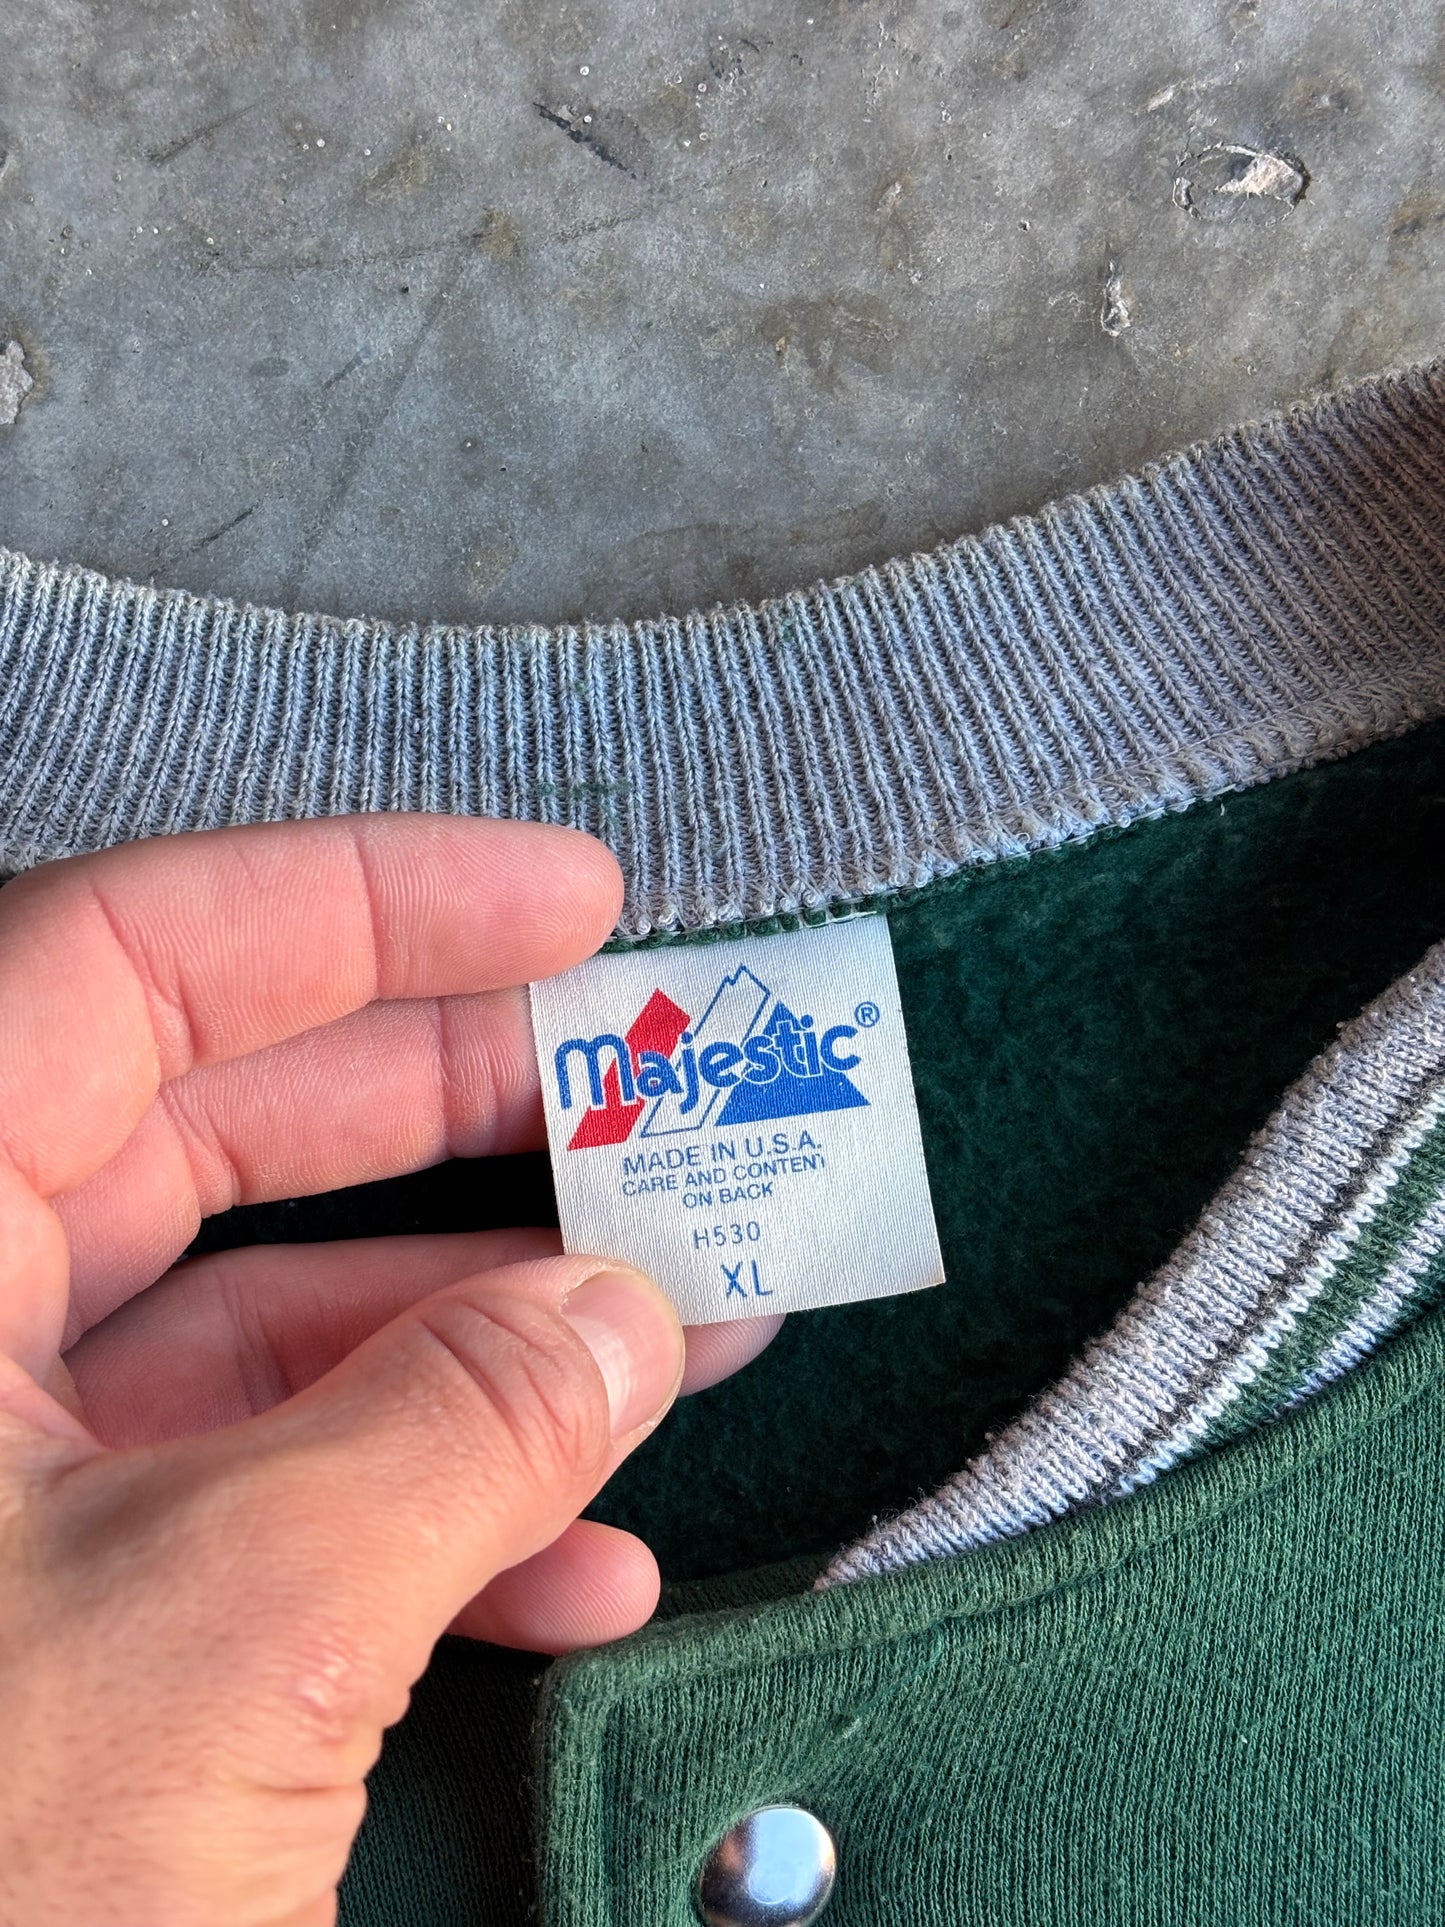 Majestic®
MADE IN U.S.A.
CARE AND CONTENT
ON BACK
H530
XL